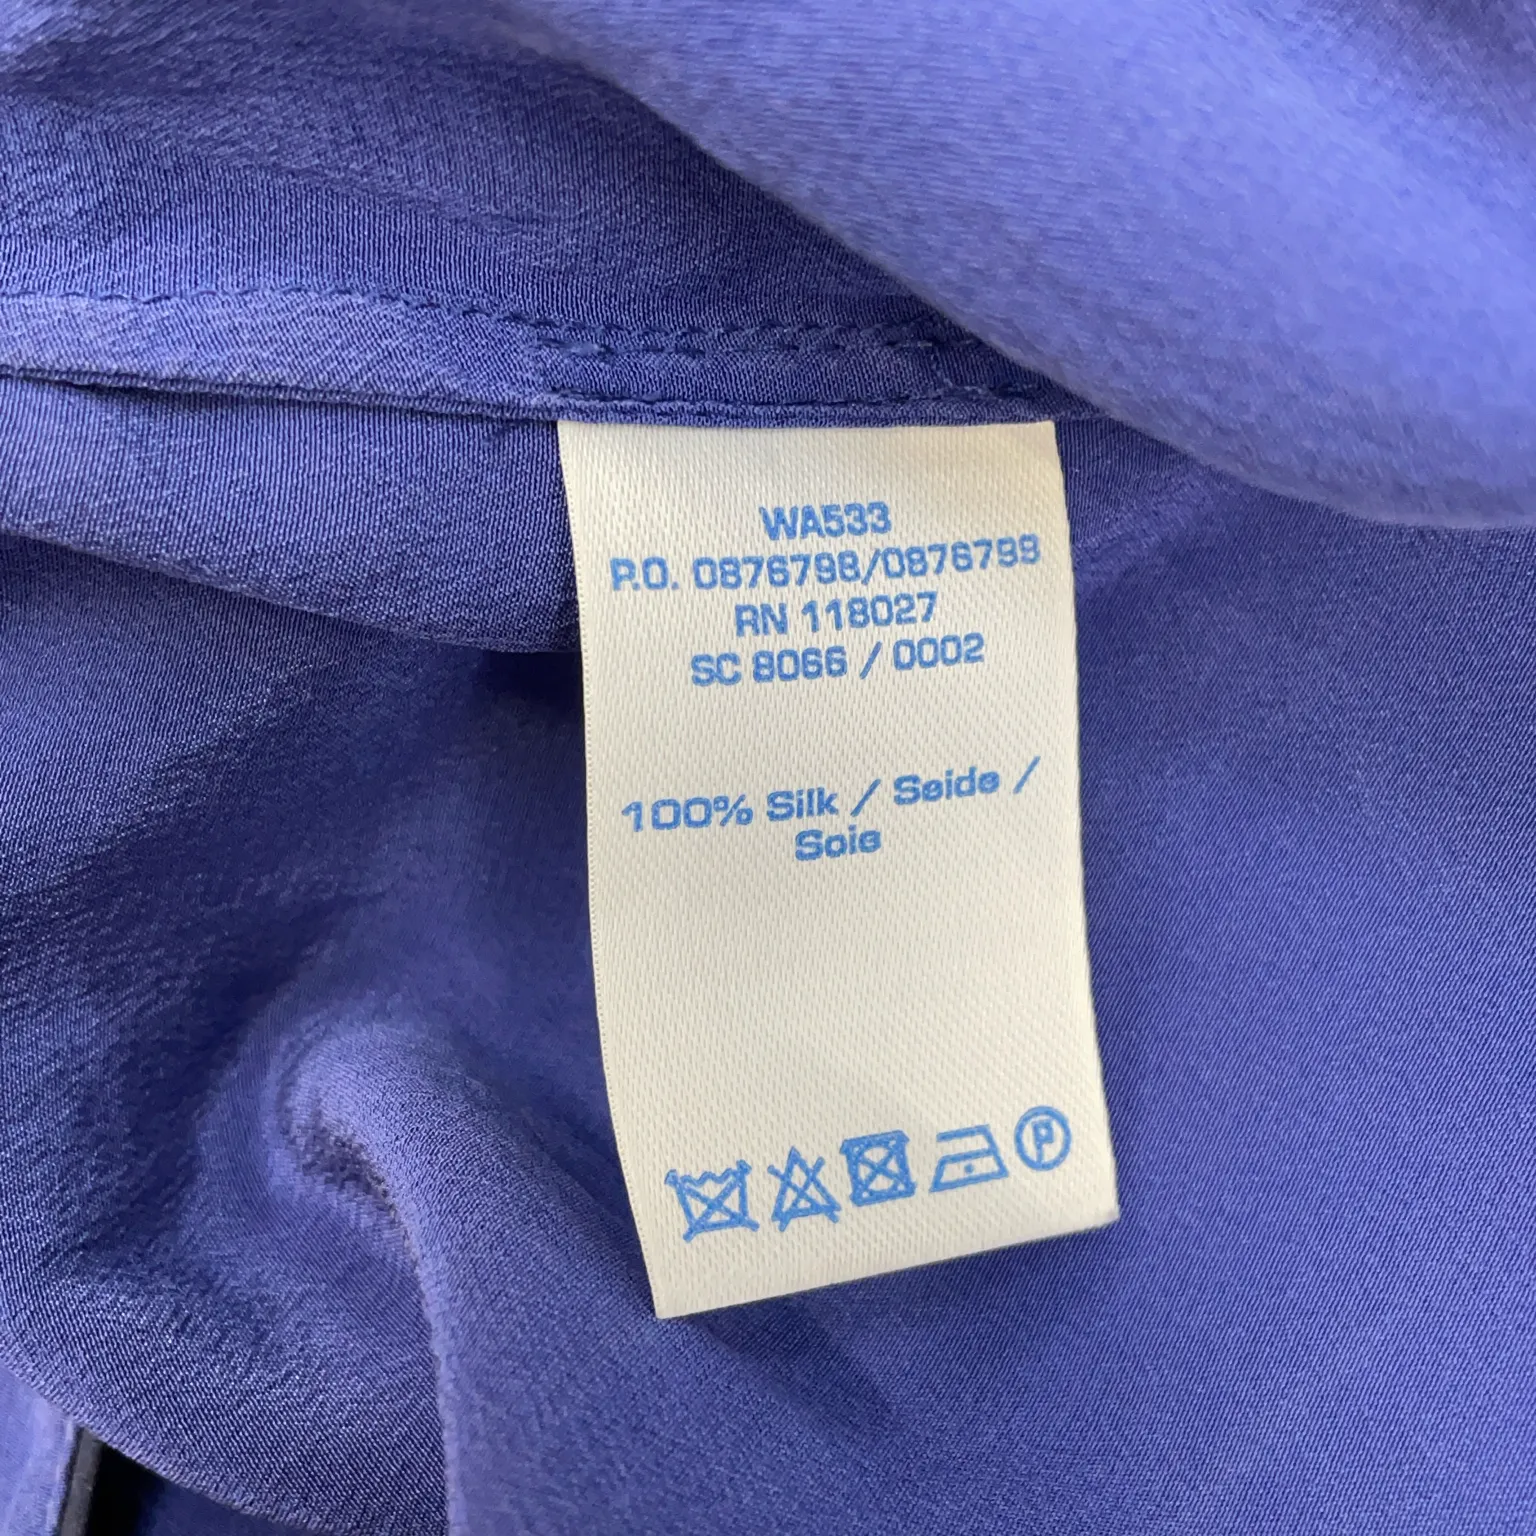 WA533
P.O. 0876798/0876799
RN 118027
SC 8066 / 0002
100% Silk / Seide /
Soie
P